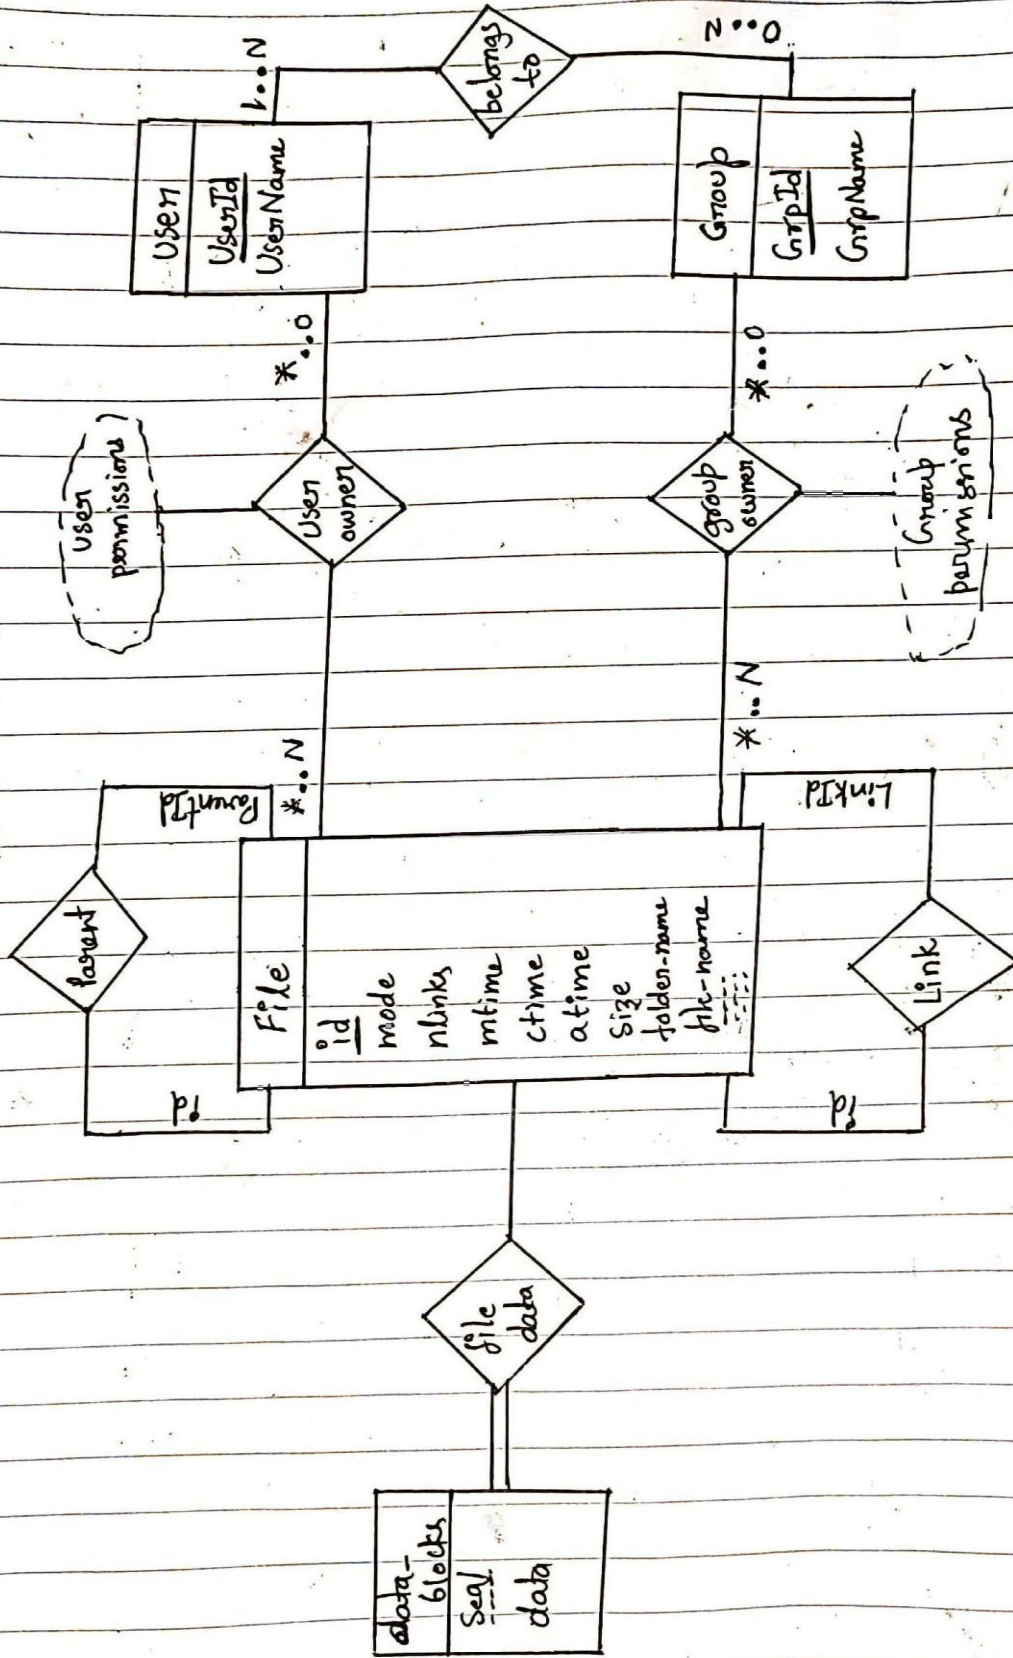 belongs
to
1..N
N...0
User
UserId
UserName
Group
GrpId
GrpName
*...0
*..0
User
permissions
User
owner
group
owner
Group
permissions
*..N
*..N
ParentId
LinkId
Parent
File
id
mode
nlinks
mtime
ctime
atime
Size
folder-name
file-name
Link
id
id
file
data
data-
blocks
data